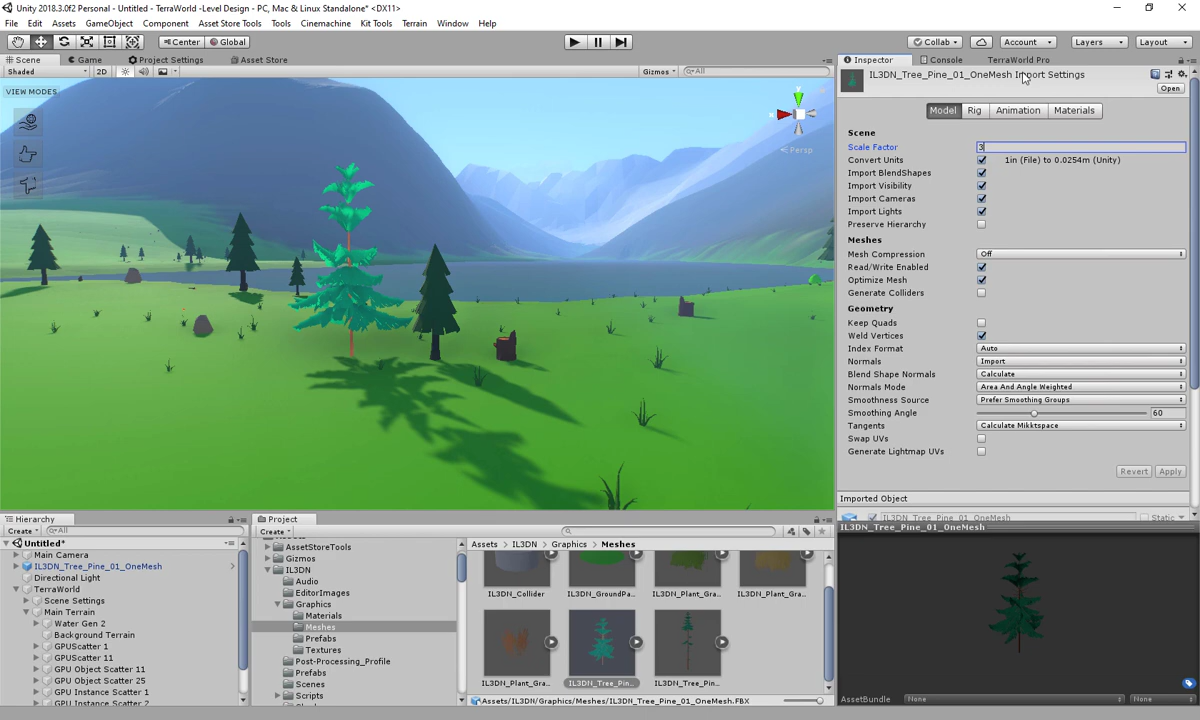 Unity 2018.3.0f2 Personal - Untitled - TerraWorld -Level Design - PC, Mac & Linux Standalone* <DX11>
File Edit Assets GameObject Component Asset Store Tools Tools Cinemachine Kit Tools Terrain Window Help
Center Global Collab Account Layers Layout
Scene Game Project Settings Asset Store
Shaded 2D Gizmos All
VIEW MODES
Persp
Inspector Console TerraWorld Pro
IL3DN_Tree_Pine_01_OneMesh Import Settings
Open
Model Rig Animation Materials
Scene
Scale Factor 3
Convert Units 1in (File) to 0.0254m (Unity)
Import BlendShapes
Import Visibility
Import Cameras
Import Lights
Preserve Hierarchy
Meshes
Mesh Compression Off
Read/Write Enabled
Optimize Mesh
Generate Colliders
Geometry
Keep Quads
Weld Vertices
Index Format Auto
Normals Import
Blend Shape Normals Calculate
Normals Mode Area And Angle Weighted
Smoothness Source Prefer Smoothing Groups
Smoothing Angle 60
Tangents Calculate Mikktspace
Swap UVs
Generate Lightmap UVs
Revert Apply
Imported Object
IL3DN_Tree_Pine_01_OneMesh Static
IL3DN_Tree_Pine_01_OneMesh
AssetBundle None None
Hierarchy
Create All
Untitled*
Main Camera
IL3DN_Tree_Pine_01_OneMesh
Directional Light
TerraWorld
Scene Settings
Main Terrain
Water Gen 2
Background Terrain
GPUScatter 1
GPUScatter 11
GPU Object Scatter 11
GPU Object Scatter 25
GPU Instance Scatter 1
GPU Instance Scatter 2
Project
Create
AssetStoreTools
Gizmos
IL3DN
Audio
EditorImages
Graphics
Materials
Meshes
Prefabs
Textures
Post-Processing_Profile
Prefabs
Scenes
Scripts
Assets IL3DN Graphics Meshes
IL3DN_Collider IL3DN_GroundPa... IL3DN_Plant_Gra... IL3DN_Plant_Gra...
IL3DN_Plant_Gra... IL3DN_Tree_Pin... IL3DN_Tree_Pin...
Assets/IL3DN/Graphics/Meshes/IL3DN_Tree_Pine_01_OneMesh.FBX